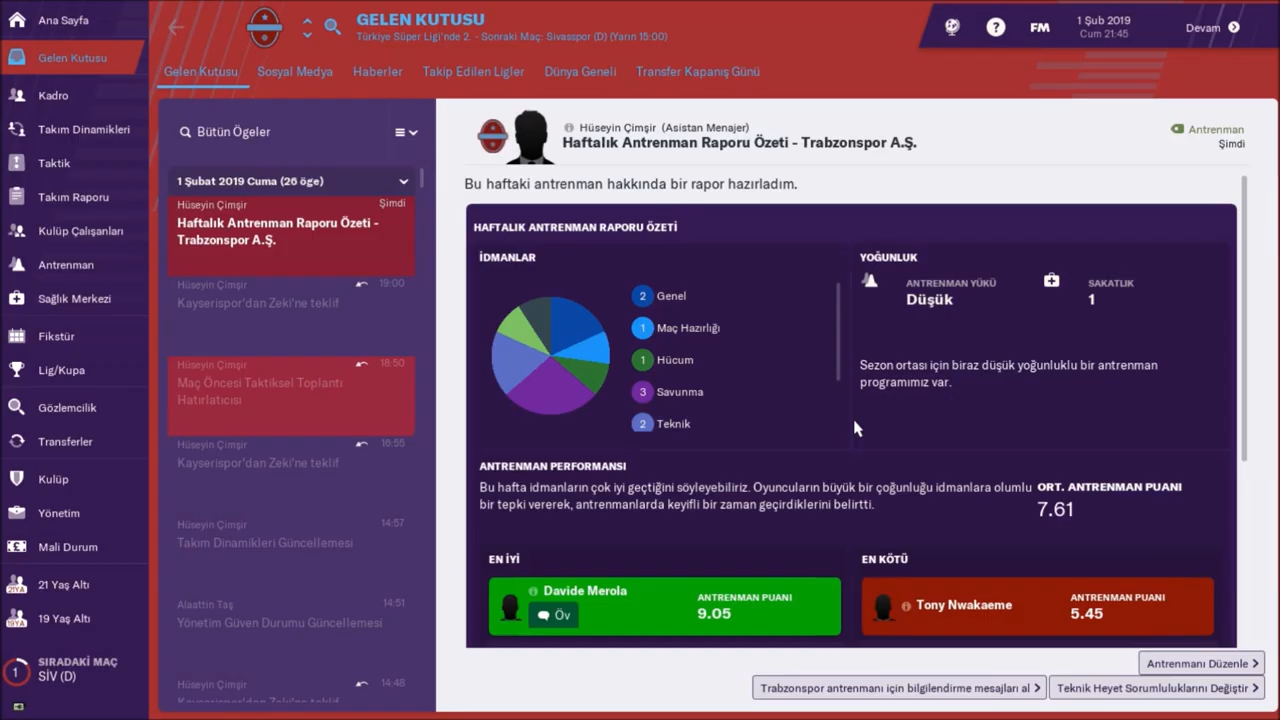 Ana Sayfa
Gelen Kutusu
Kadro
Takım Dinamikleri
Taktik
Takım Raporu
Kulüp Çalışanları
Antrenman
Sağlık Merkezi
Fikstür
Lig/Kupa
Gözlemcilik
Transferler
Kulüp
Yönetim
Mali Durum
21YA
21 Yaş Altı
19YA
19 Yaş Altı
1
SIRADAKİ MAÇ
SİV (D)
GELEN KUTUSU
Türkiye Süper Ligi'nde 2. - Sonraki Maç: Sivasspor (D) (Yarın 15:00)
?
FM
1 Şub 2019
Cum 21:45
Devam
Gelen Kutusu
Sosyal Medya
Haberler
Takip Edilen Ligler
Dünya Geneli
Transfer Kapanış Günü
Bütün Ögeler
1 Şubat 2019 Cuma (26 öge)
Hüseyin Çimşir
Şimdi
Haftalık Antrenman Raporu Özeti -
Trabzonspor A.Ş.
Hüseyin Çimşir
19:00
Kayserispor'dan Zeki'ne teklif
Hüseyin Çimşir
18:50
Maç Öncesi Taktiksel Toplantı
Hatırlatıcısı
Hüseyin Çimşir
16:55
Kayserispor'dan Zeki'ne teklif
Hüseyin Çimşir
14:57
Takım Dinamikleri Güncellemesi
Alaattin Taş
14:51
Yönetim Güven Durumu Güncellemesi
Hüseyin Çimşir
14:48
Kayserispor'dan Zeki'ne teklif
Hüseyin Çimşir (Asistan Menajer)
Haftalık Antrenman Raporu Özeti - Trabzonspor A.Ş.
Antrenman
Şimdi
Bu haftaki antrenman hakkında bir rapor hazırladım.
HAFTALIK ANTRENMAN RAPORU ÖZETİ
İDMANLAR
2 Genel
1 Maç Hazırlığı
1 Hücum
3 Savunma
2 Teknik
YOĞUNLUK
ANTRENMAN YÜKÜ
Düşük
SAKATLIK
1
Sezon ortası için biraz düşük yoğunluklu bir antrenman
programımız var.
ANTRENMAN PERFORMANSI
Bu hafta idmanların çok iyi geçtiğini söyleyebiliriz. Oyuncuların büyük bir çoğunluğu idmanlara olumlu
bir tepki vererek, antrenmanlarda keyifli bir zaman geçirdiklerini belirtti.
ORT. ANTRENMAN PUANI
7.61
EN İYİ
Davide Merola
Öv
ANTRENMAN PUANI
9.05
EN KÖTÜ
Tony Nwakaeme
ANTRENMAN PUANI
5.45
Antrenmanı Düzenle
Trabzonspor antrenmanı için bilgilendirme mesajları al
Teknik Heyet Sorumluluklarını Değiştir